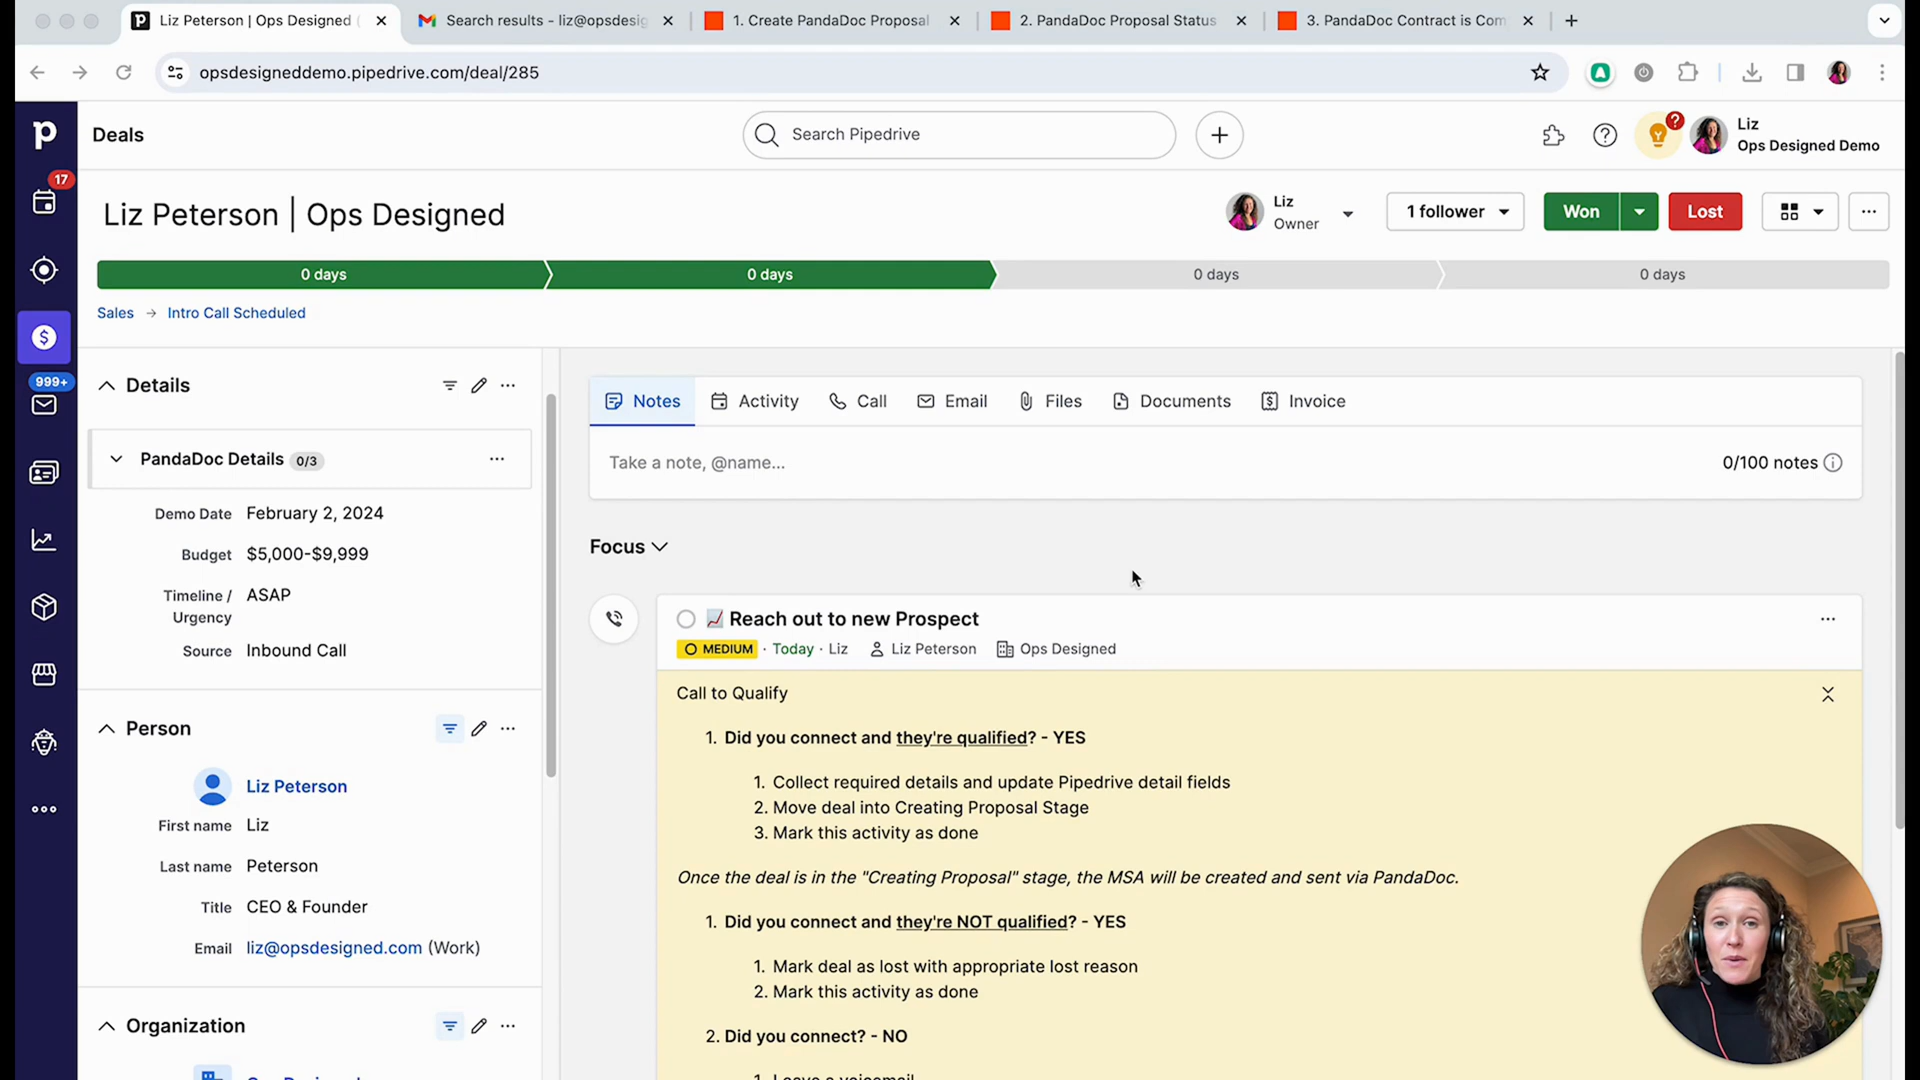 Liz Peterson | Ops Designed (
Search results - liz@opsdesig
1. Create PandaDoc Proposal
2. PandaDoc Proposal Status
3. PandaDoc Contract is Com
opsdesigneddemo.pipedrive.com/deal/285
Deals
Search Pipedrive
?
Liz
Ops Designed Demo
17
Liz Peterson | Ops Designed
Liz
Owner
1 follower
Won
Lost
0 days
0 days
0 days
0 days
Sales → Intro Call Scheduled
999+
Details
PandaDoc Details 0/3
Demo Date February 2, 2024
Budget $5,000-$9,999
Timeline / Urgency ASAP
Source Inbound Call
Person
Liz Peterson
First name Liz
Last name Peterson
Title CEO & Founder
Email liz@opsdesigned.com (Work)
Organization
Notes
Activity
Call
Email
Files
Documents
Invoice
Take a note, @name...
0/100 notes
Focus
Reach out to new Prospect
MEDIUM · Today · Liz Liz Peterson Ops Designed
Call to Qualify
1. Did you connect and they're qualified? - YES
1. Collect required details and update Pipedrive detail fields
2. Move deal into Creating Proposal Stage
3. Mark this activity as done
Once the deal is in the "Creating Proposal" stage, the MSA will be created and sent via PandaDoc.
1. Did you connect and they're NOT qualified? - YES
1. Mark deal as lost with appropriate lost reason
2. Mark this activity as done
2. Did you connect? - NO
1. Leave a voicemail